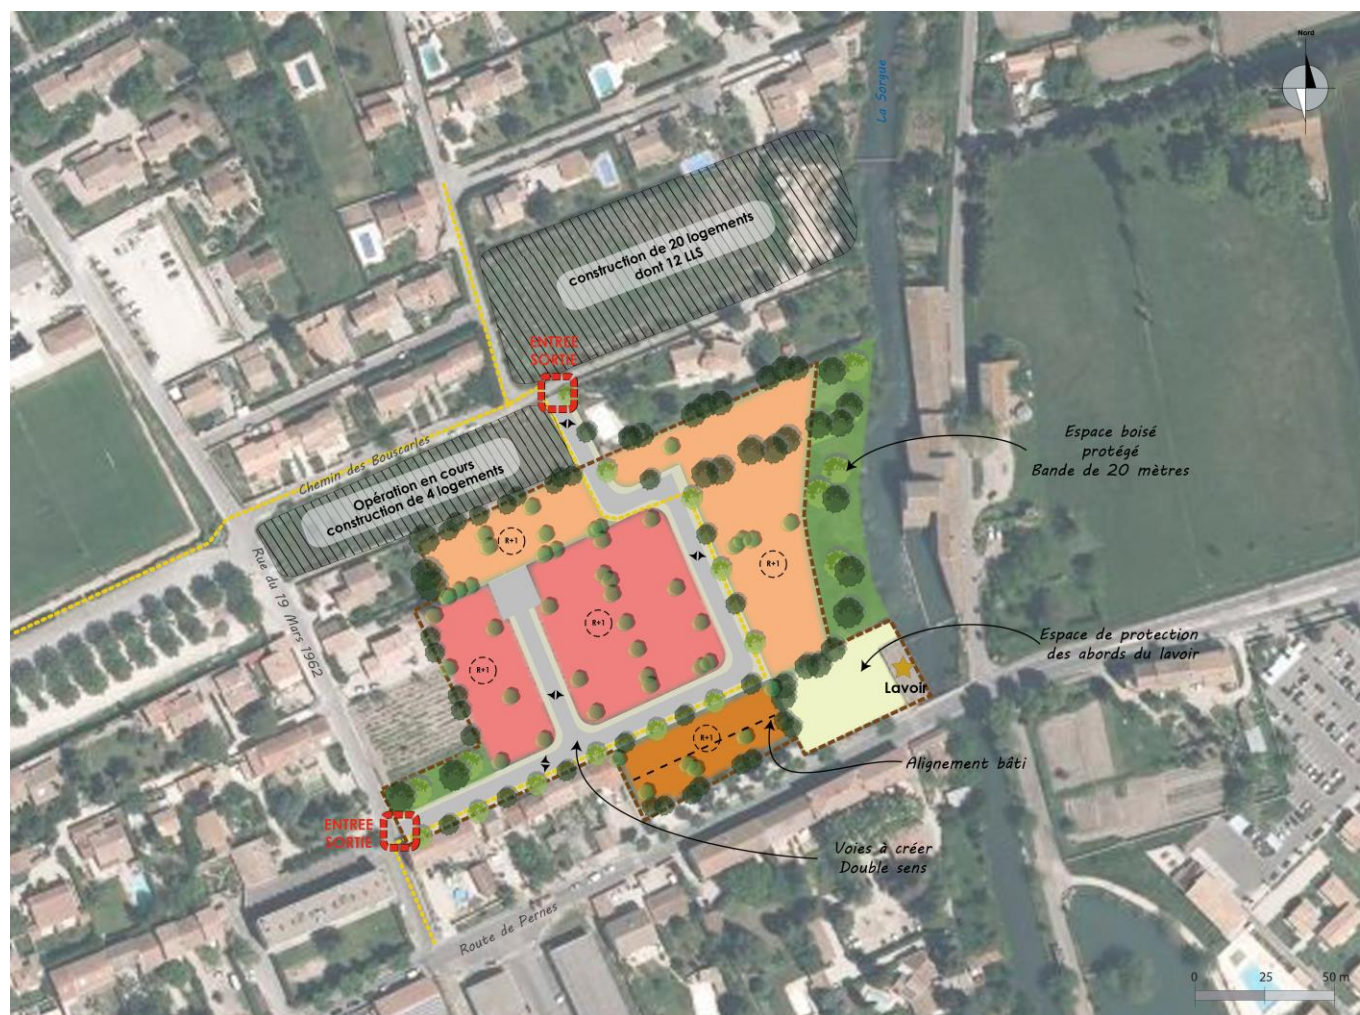 Nord
La Sorgue
construction de 20 logements
dont 12 LLS
ENTREE
SORTIE
Chemin des Bouscarles
Opération en cours
construction de 4 logements
Espace boisé
protégé
Bande de 20 mètres
R+1
R+1
Rue du 19 Mars 1962
R+1
R+1
Espace de protection
des abords du lavoir
Lavoir
R+1
Alignement bâti
ENTREE
SORTIE
Voies à créer
Double sens
Route de Pernes
0 25 50 m